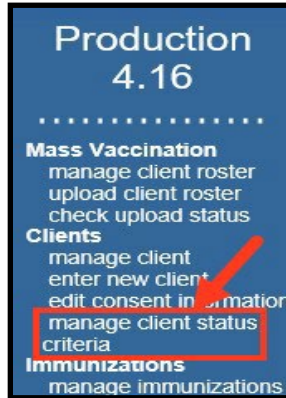 Production
4.16
.................
Mass Vaccination
manage client roster
upload client roster
check upload status
Clients
manage client
enter new client
edit consent information
manage client status
criteria
Immunizations
manage immunizations